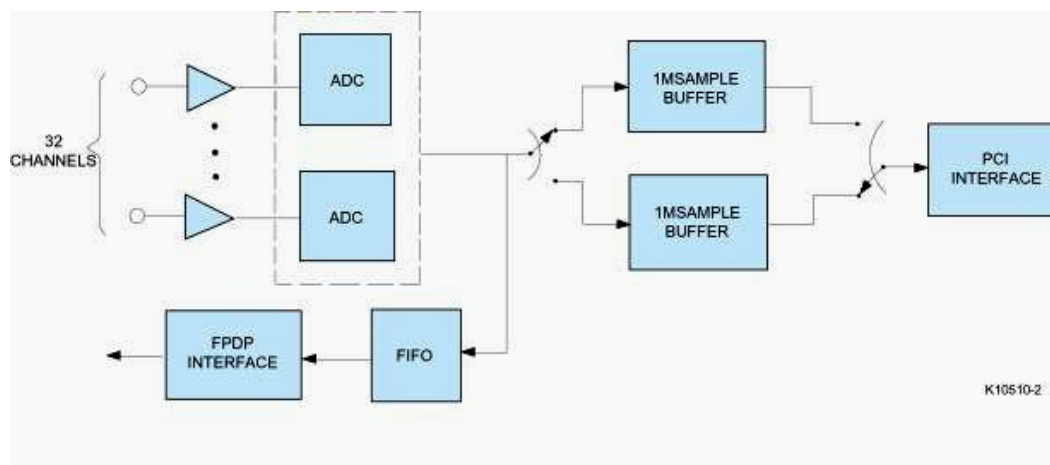 32
CHANNELS
ADC
ADC
1MSAMPLE
BUFFER
1MSAMPLE
BUFFER
PCI
INTERFACE
FPDP
INTERFACE
FIFO
K10510-2